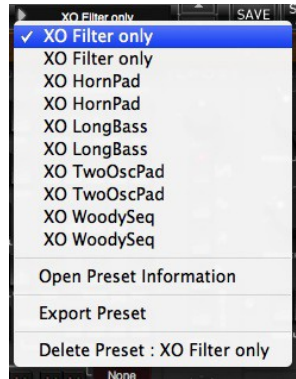 XO Filter only
SAVE
✓ XO Filter only
XO Filter only
XO HornPad
XO HornPad
XO LongBass
XO LongBass
XO TwoOscPad
XO TwoOscPad
XO WoodySeq
XO WoodySeq
Open Preset Information
Export Preset
Delete Preset : XO Filter only
None